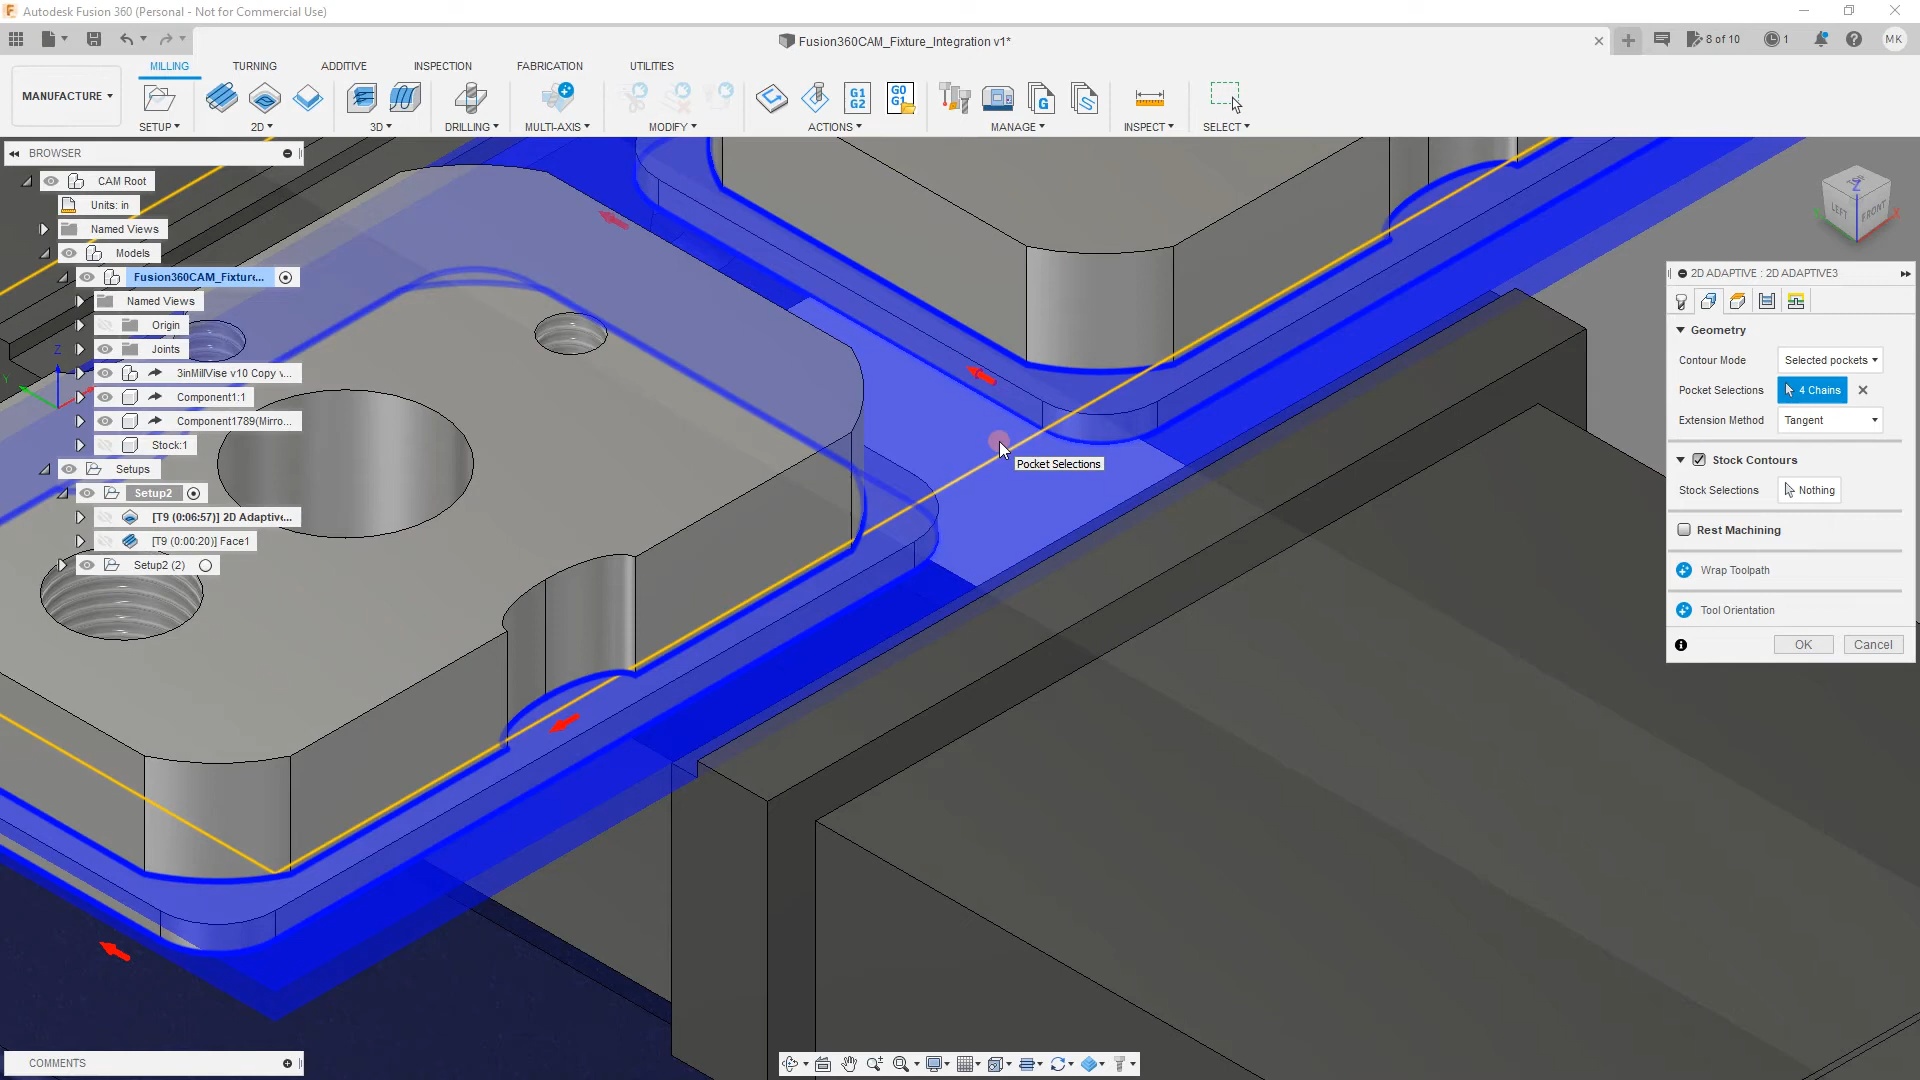 Autodesk Fusion 360 (Personal - Not for Commercial Use)
Fusion360CAM_Fixture_Integration v1*
8 of 10
1
MK
MANUFACTURE
MILLING
TURNING
ADDITIVE
INSPECTION
FABRICATION
UTILITIES
G1
G2
G0
G1
G
SETUP
2D
3D
DRILLING
MULTI-AXIS
MODIFY
ACTIONS
MANAGE
INSPECT
SELECT
BROWSER
CAM Root
Units: in
Named Views
Models
Fusion360CAM_Fixture...
Named Views
Origin
Joints
3inMillVise v10 Copy v...
Component1:1
Component1789(Mirro...
Stock:1
Setups
Setup2
[T9 (0:06:57)] 2D Adaptive...
[T9 (0:00:20)] Face1
Setup2 (2)
Z
Y
TOP
Z
LEFT
FRONT
X
Pocket Selections
2D ADAPTIVE : 2D ADAPTIVE3
Geometry
Contour Mode
Selected pockets
Pocket Selections
4 Chains
Extension Method
Tangent
Stock Contours
Stock Selections
Nothing
Rest Machining
Wrap Toolpath
Tool Orientation
OK
Cancel
COMMENTS